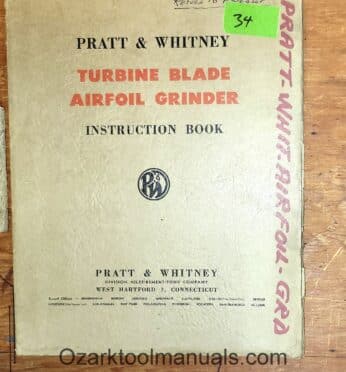 34
PRATT & WHITNEY
TURBINE BLADE
AIRFOIL GRINDER
INSTRUCTION BOOK
P&W
PRATT & WHITNEY
DIVISION NILES-BEMENT-POND COMPANY
WEST HARTFORD 1, CONNECTICUT
PRATT-WHIT-AIRFOIL-GRD
Ozarktoolmanuals.com